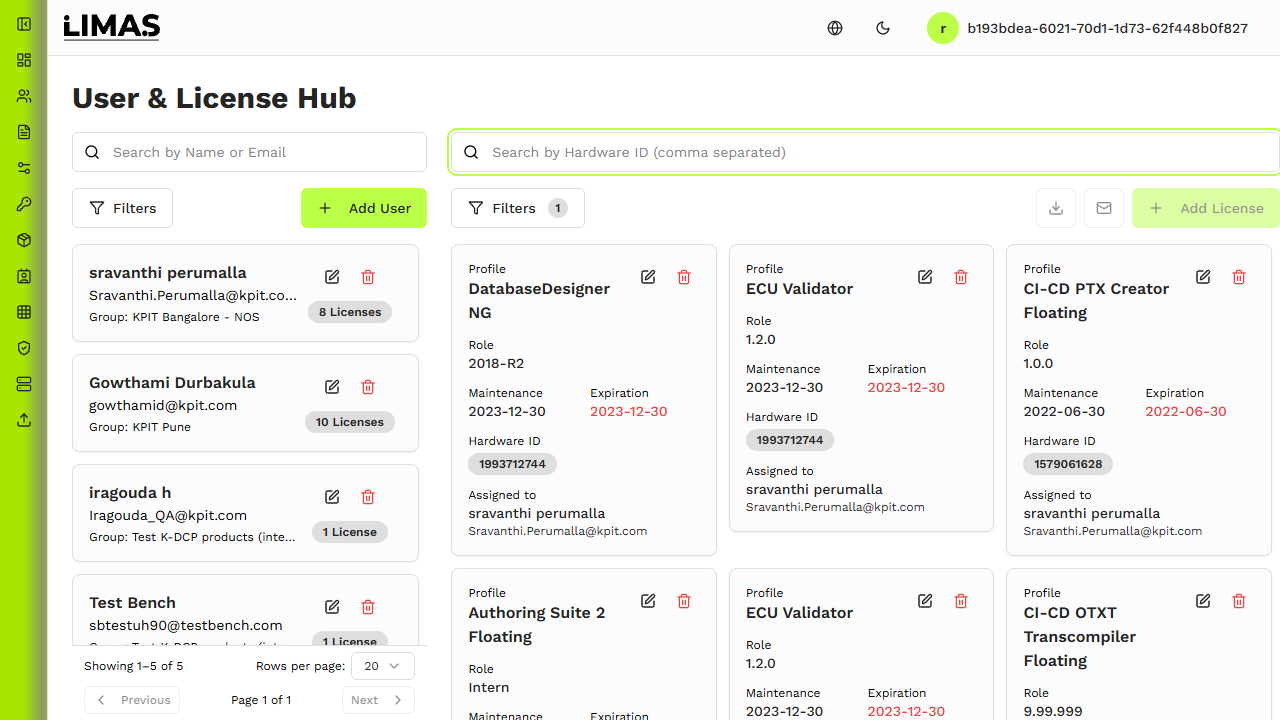 LIMAS
r
b193bdea-6021-70d1-1d73-62f448b0f827
User & License Hub
Search by Name or Email
Filters
Add User
sravanthi perumalla
Sravanthi.Perumalla@kpit.co...
Group: KPIT Bangalore - NOS
8 Licenses
Gowthami Durbakula
gowthamid@kpit.com
Group: KPIT Pune
10 Licenses
iragouda h
Iragouda_QA@kpit.com
Group: Test K-DCP products (inte...
1 License
Test Bench
sbtestuh90@testbench.com
Group: Test K-DCP products (inte...
1 License
Showing 1–5 of 5
Rows per page:
20
Previous
Page 1 of 1
Next
Search by Hardware ID (comma separated)
Filters
1
Add License
Profile
DatabaseDesigner
NG
Role
2018-R2
Maintenance Expiration
2023-12-30 2023-12-30
Hardware ID
1993712744
Assigned to
sravanthi perumalla
Sravanthi.Perumalla@kpit.com
Profile
ECU Validator
Role
1.2.0
Maintenance Expiration
2023-12-30 2023-12-30
Hardware ID
1993712744
Assigned to
sravanthi perumalla
Sravanthi.Perumalla@kpit.com
Profile
CI-CD PTX Creator
Floating
Role
1.0.0
Maintenance Expiration
2022-06-30 2022-06-30
Hardware ID
1579061628
Assigned to
sravanthi perumalla
Sravanthi.Perumalla@kpit.com
Profile
Authoring Suite 2
Floating
Role
Intern
Maintenance Expiration
Profile
ECU Validator
Role
1.2.0
Maintenance Expiration
2023-12-30 2023-12-30
Profile
CI-CD OTXT
Transcompiler
Floating
Role
9.99.999